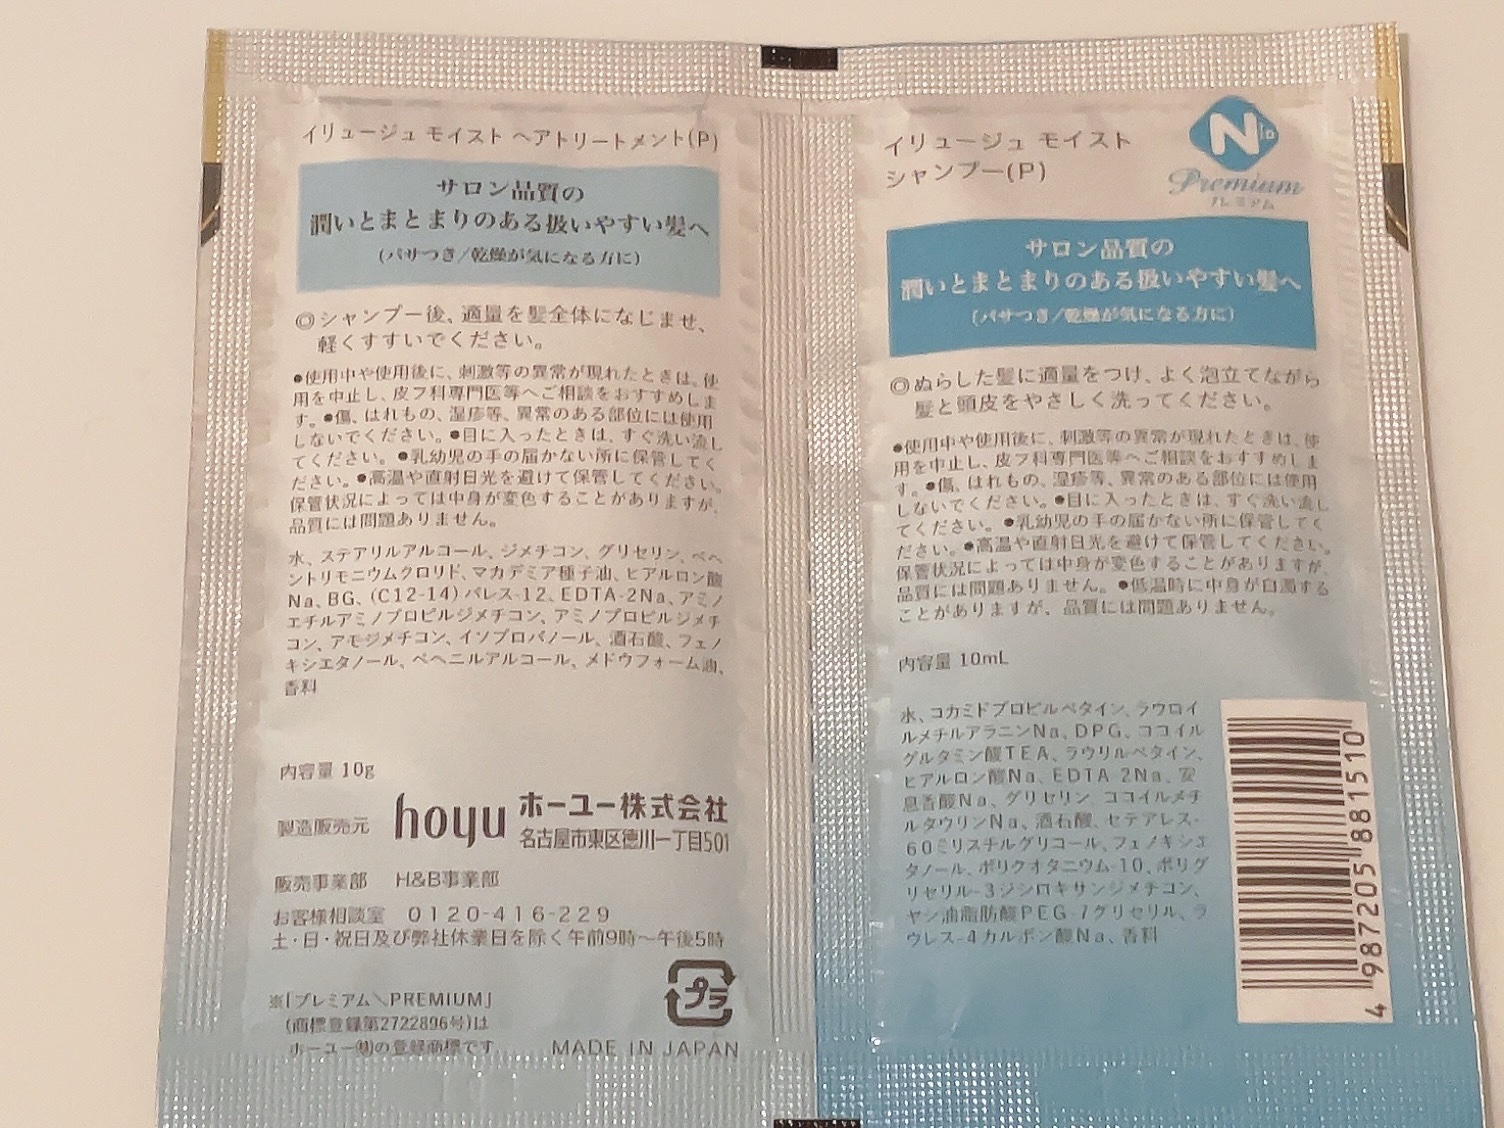 イリュージュ モイスト ヘアトリートメント(P)
サロン品質の
潤いとまとまりのある扱いやすい髪へ
(パサつき/乾燥が気になる方に)
◎シャンプー後、適量を髪全体になじませ、
軽くすすいでください。
●使用中や使用後に、刺激等の異常が現れたときは、使
用を中止し、皮フ科専門医等へご相談をおすすめしま
す。●傷、はれもの、湿疹等、異常のある部位には使用
しないでください。●目に入ったときは、すぐ洗い流し
てください。●乳幼児の手の届かない所に保管してく
ださい。●高温や直射日光を避けて保管してください。
保管状況によっては中身が変色することがありますが、
品質には問題ありません。
水、ステアリルアルコール、ジメチコン、グリセリン、ベヘ
ントリモニウムクロリド、マカデミア種子油、ヒアルロン酸
Na、BG、(C12-14)パレス-12、EDTA-2Na、アミノ
エチルアミノプロピルジメチコン、アミノプロピルジメチ
コン、アモジメチコン、イソプロパノール、酒石酸、フェノ
キシエタノール、ベヘニルアルコール、メドウフォーム油、
香料
内容量 10g
製造販売元 hoyu ホーユー株式会社
名古屋市東区徳川一丁目501
販売事業部 H&B事業部
お客様相談室 0120-416-229
土・日・祝日及び弊社休業日を除く午前9時〜午後5時
プラ
※「プレミアム＼PREMIUM」
(商標登録第2722896号)は
ホーユー㈱の登録商標です
MADE IN JAPAN
イリュージュ モイスト
シャンプー(P)
N
Premium
プレミアム
サロン品質の
潤いとまとまりのある扱いやすい髪へ
(パサつき/乾燥が気になる方に)
◎ぬらした髪に適量をつけ、よく泡立てながら
髪と頭皮をやさしく洗ってください。
●使用中や使用後に、刺激等の異常が現れたときは、使
用を中止し、皮フ科専門医等へご相談をおすすめしま
す。●傷、はれもの、湿疹等、異常のある部位には使用
しないでください。●目に入ったときは、すぐ洗い流し
てください。●乳幼児の手の届かない所に保管してく
ださい。●高温や直射日光を避けて保管してください。
保管状況によっては中身が変色することがありますが、
品質には問題ありません。●低温時に中身が白濁する
ことがありますが、品質には問題ありません。
内容量 10mL
水、コカミドプロピルベタイン、ラウロイ
ルメチルアラニンNa、DPG、ココイル
グルタミン酸TEA、ラウリルベタイン、
ヒアルロン酸Na、EDTA-2Na、安
息香酸Na、グリセリン、ココイルメチ
ルタウリンNa、酒石酸、セテアレス-
60ミリスチルグリコール、フェノキシエ
タノール、ポリクオタニウム-10、ポリグ
リセリル-3ジシロキサンジメチコン、
ヤシ油脂肪酸PEG-7グリセリル、ラ
ウレス-4カルボン酸Na、香料
4987205881510